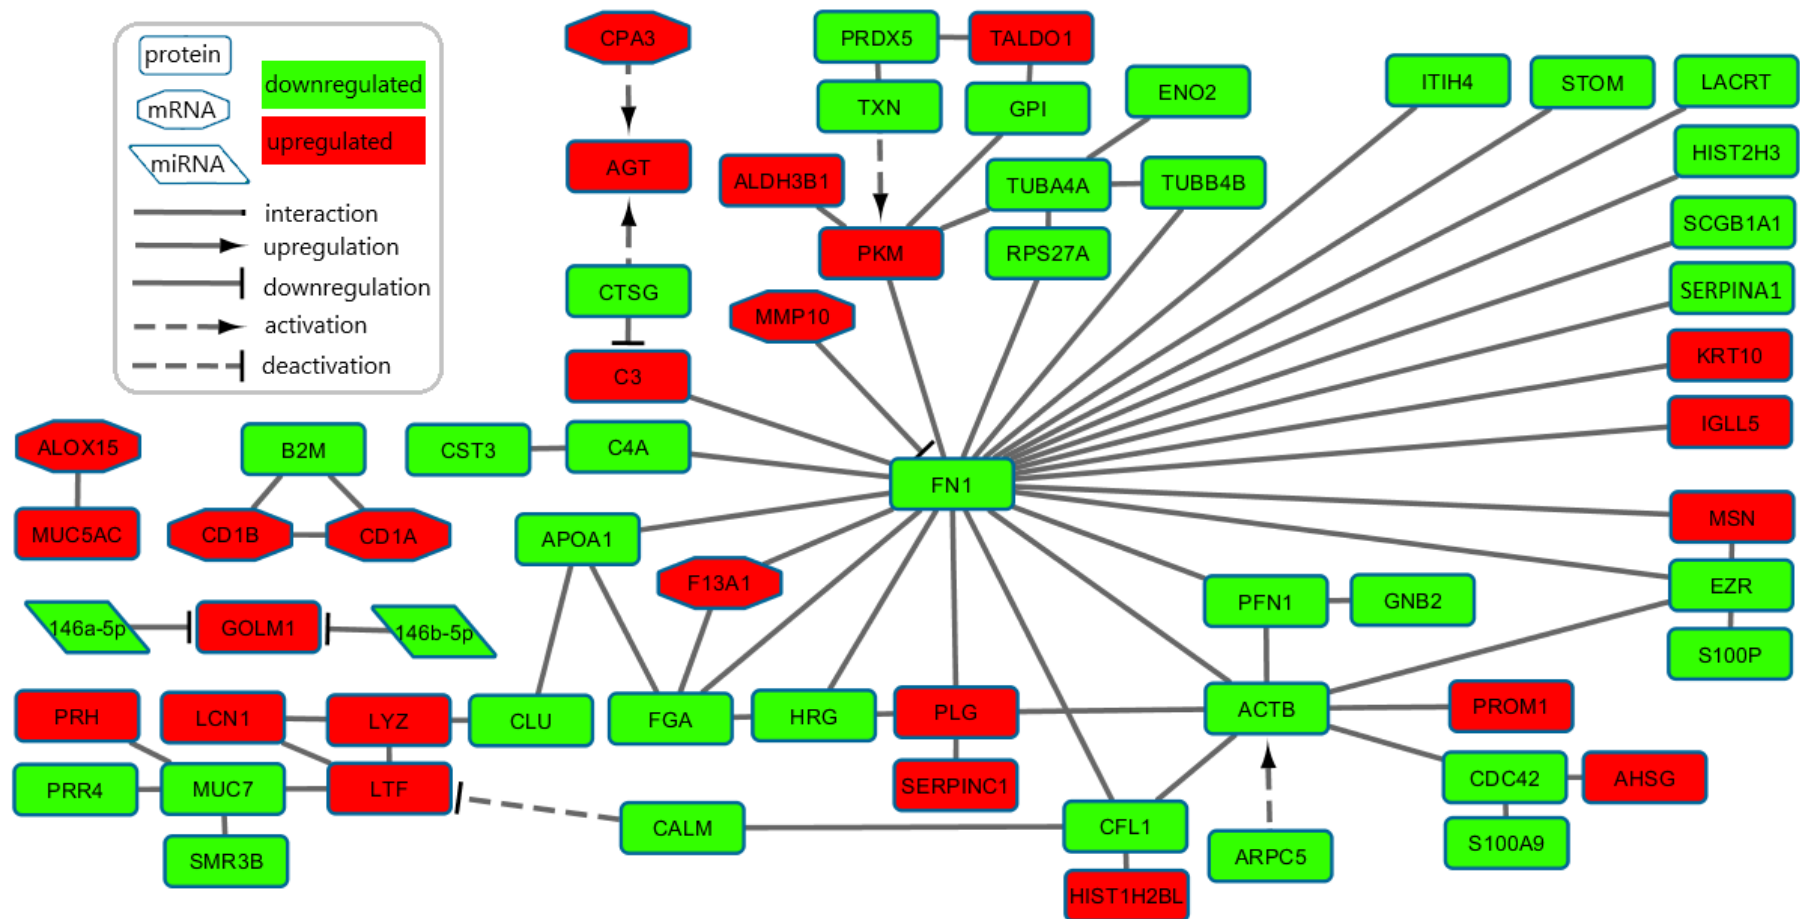 protein
downregulated
mRNA
upregulated
miRNA
interaction
upregulation
downregulation
activation
deactivation
CPA3
PRDX5
TALDO1
ITIH4
STOM
LACRT
TXN
GPI
ENO2
HIST2H3
AGT
ALDH3B1
TUBA4A
TUBB4B
SCGB1A1
PKM
RPS27A
CTSG
SERPINA1
MMP10
C3
KRT10
IGLL5
ALOX15
B2M
CST3
C4A
FN1
MUC5AC
CD1B
CD1A
APOA1
MSN
F13A1
PFN1
GNB2
EZR
146a-5p
GOLM1
146b-5p
S100P
PRH
LCN1
LYZ
CLU
FGA
HRG
PLG
ACTB
PROM1
PRR4
MUC7
LTF
SERPINC1
CDC42
AHSG
CALM
CFL1
S100A9
SMR3B
ARPC5
HIST1H2BL